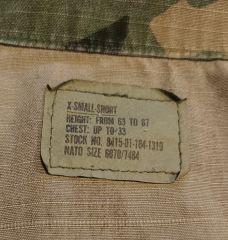 X-SMALL-SHORT
HEIGHT: FROM 63 TO 67
CHEST: UP TO 33
STOCK NO. 8415-01-184-1319
NATO SIZE 6070/7484